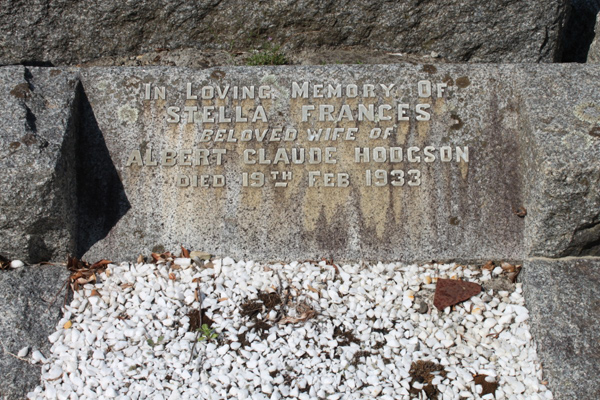 In Loving Memory Of
STELLA FRANCES
BELOVED WIFE OF
ALBERT CLAUDE HODGSON
DIED 19TH FEB 1933